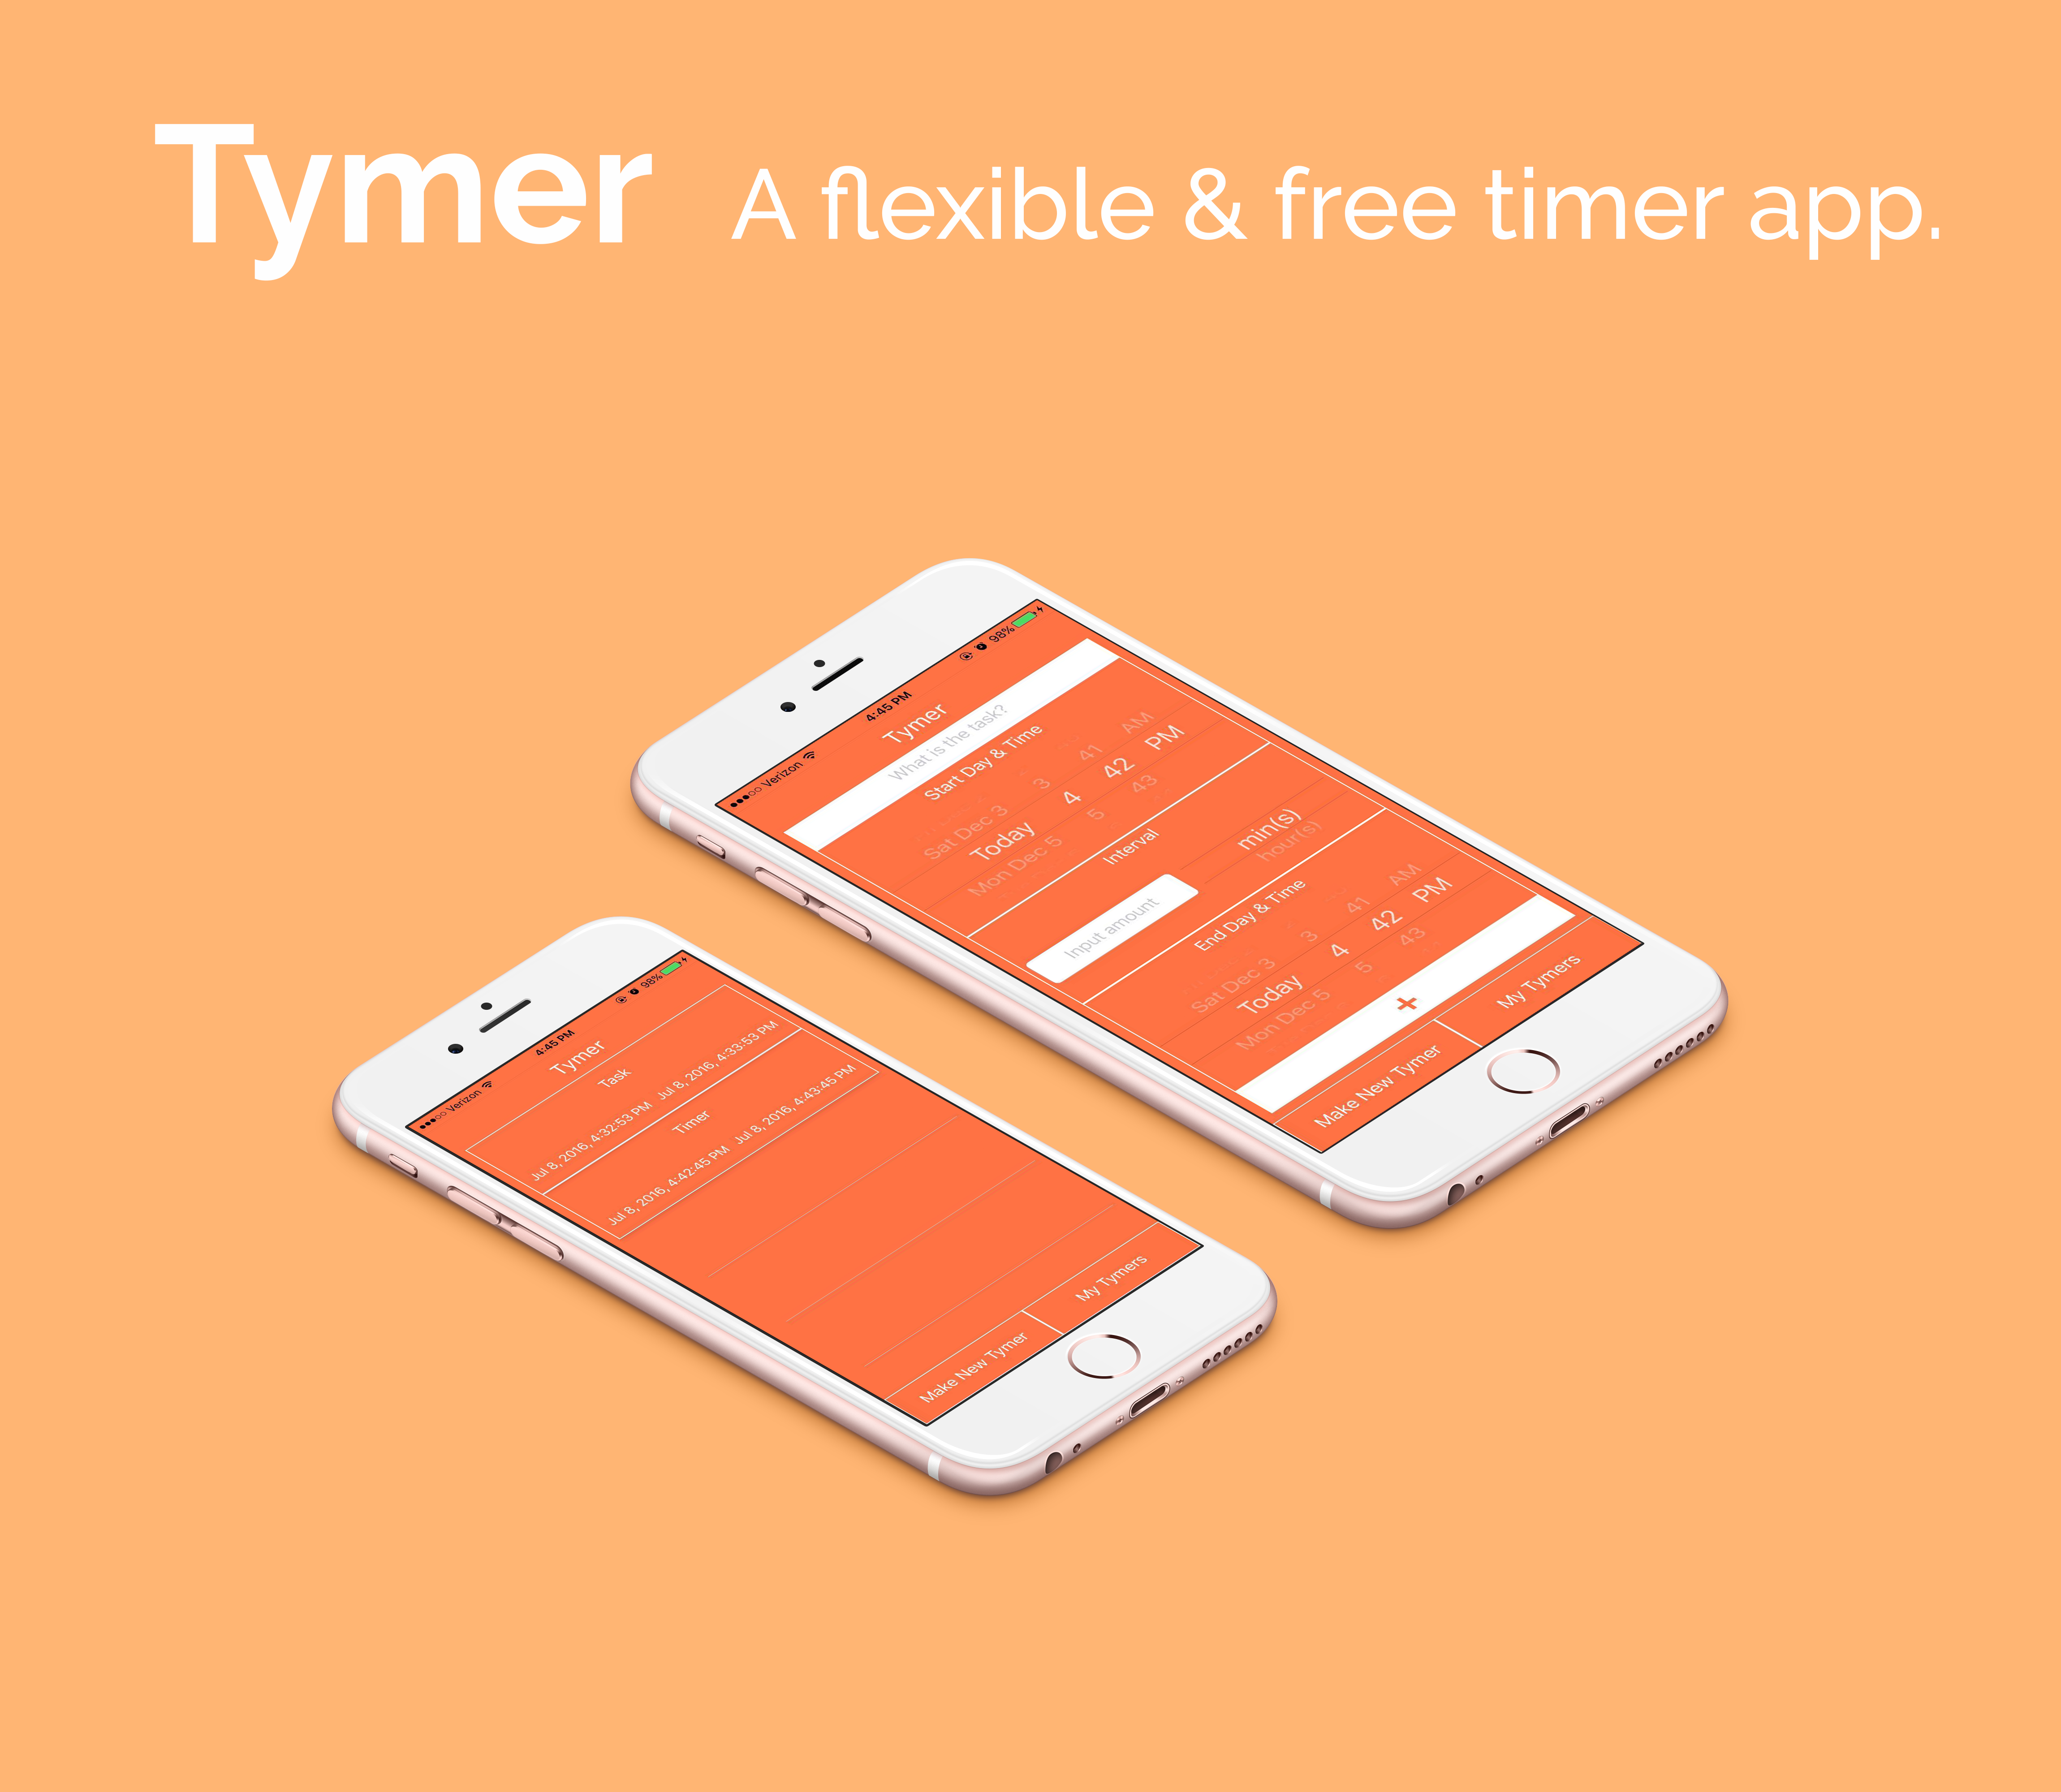 Tymer A flexible & free timer app.
Verizon 4:45 PM 98%
Tymer
What is the task?
Start Day & Time
Sat Dec 3 3 41 AM
Today 4 42 PM
Mon Dec 5 5 43
Interval
min(s)
Input amount hour(s)
End Day & Time
Sat Dec 3 3 41 AM
Today 4 42 PM
Mon Dec 5 5 43
+
Make New Tymer My Tymers
Verizon 4:45 PM 98%
Tymer
Task
Jul 8, 2016, 4:32:53 PM Jul 8, 2016, 4:33:53 PM
Timer
Jul 8, 2016, 4:42:45 PM Jul 8, 2016, 4:43:45 PM
Make New Tymer My Tymers